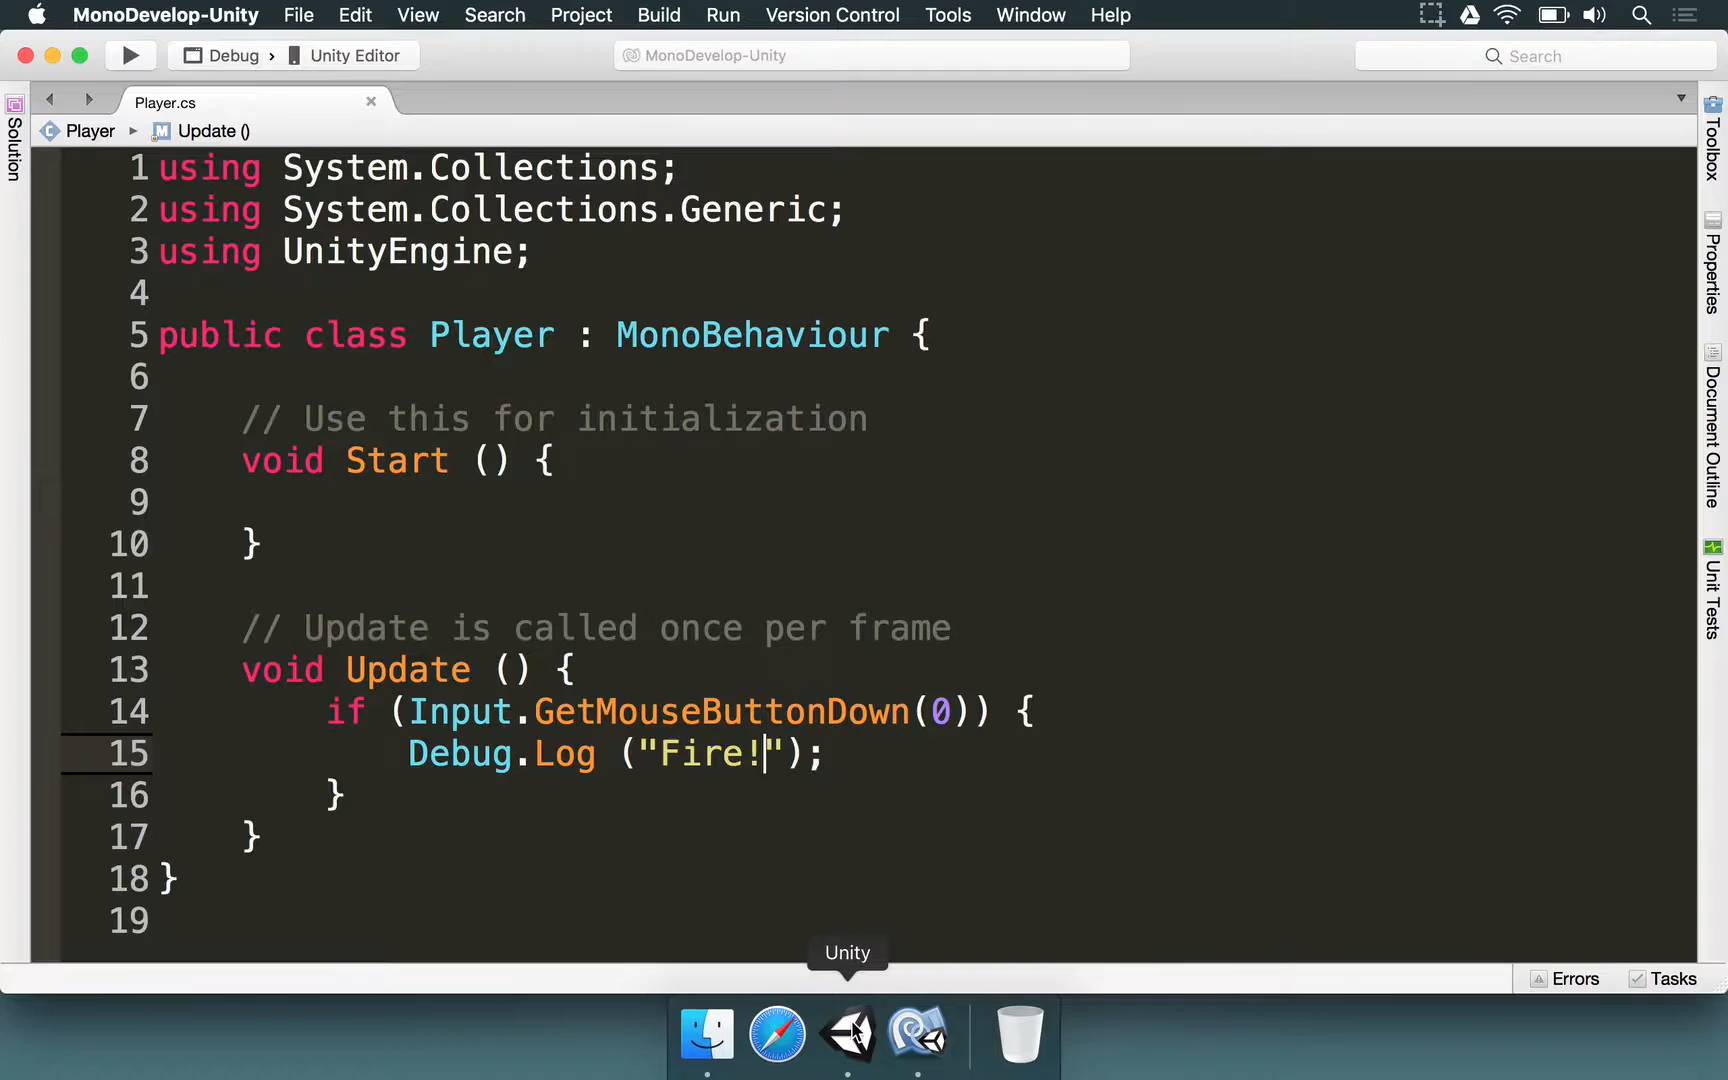 MonoDevelop-Unity File Edit View Search Project Build Run Version Control Tools Window Help
Debug › Unity Editor MonoDevelop-Unity Search
Player.cs
Player Update ()
Solution
Toolbox
Properties
Document Outline
Unit Tests
1 using System.Collections;
2 using System.Collections.Generic;
3 using UnityEngine;
4
5 public class Player : MonoBehaviour {
6
7 // Use this for initialization
8 void Start () {
9
10 }
11
12 // Update is called once per frame
13 void Update () {
14 if (Input.GetMouseButtonDown(0)) {
15 Debug.Log ("Fire!");
16 }
17 }
18 }
19
Unity
Errors Tasks